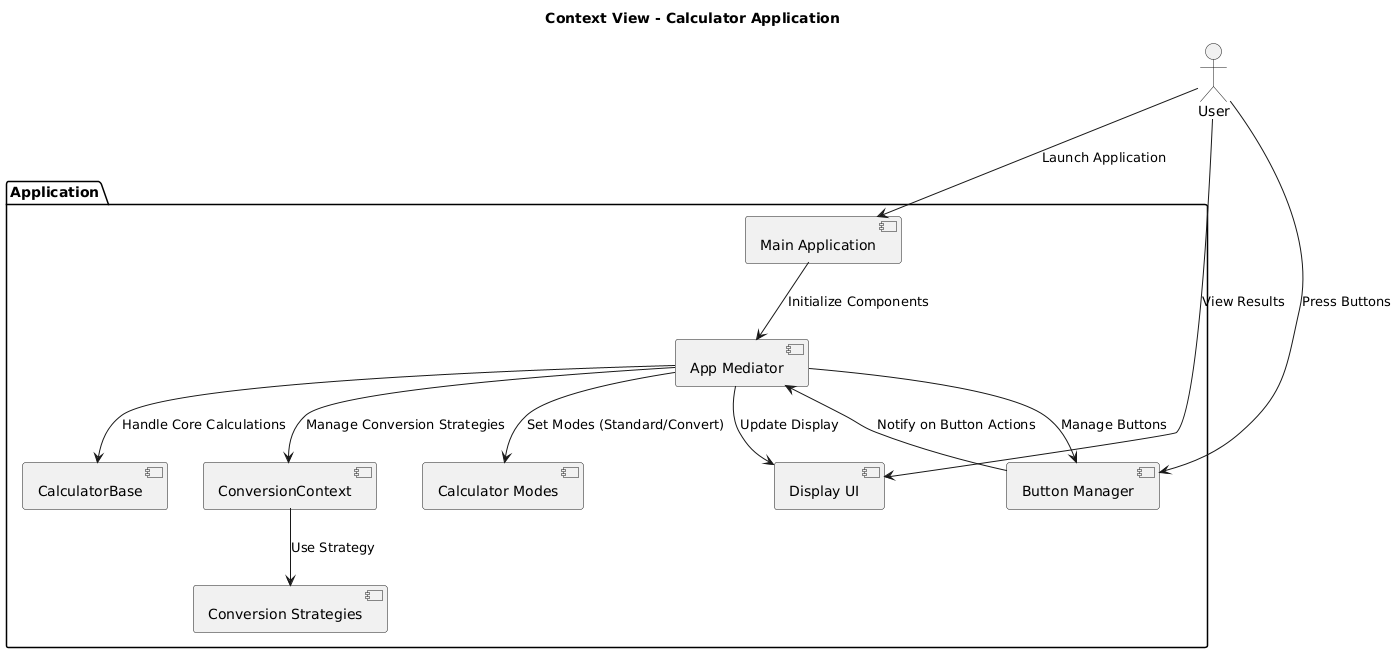 Context View - Calculator Application
User
Launch Application
Application
Main Application
Initialize Components
View Results
Press Buttons
App Mediator
Handle Core Calculations
Manage Conversion Strategies
Set Modes (Standard/Convert)
Update Display
Notify on Button Actions
Manage Buttons
CalculatorBase
ConversionContext
Calculator Modes
Display UI
Button Manager
Use Strategy
Conversion Strategies